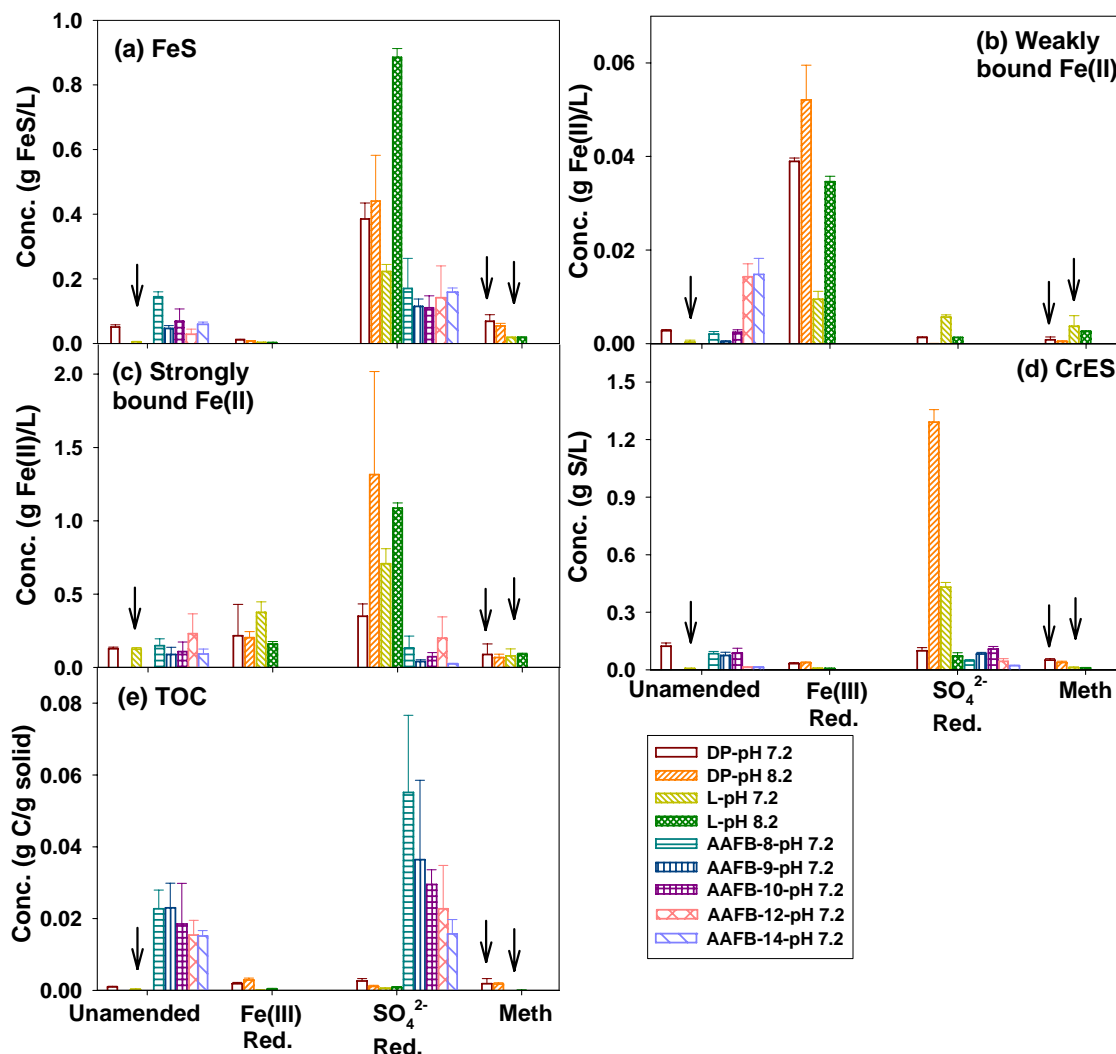 (a) FeS
Conc. (g FeS/L)
1.0
0.8
0.6
0.4
0.2
0.0
(b) Weakly
bound Fe(II)
Conc. (g Fe(II)/L)
0.06
0.04
0.02
0.00
(c) Strongly
bound Fe(II)
Conc. (g Fe(II)/L)
2.0
1.5
1.0
0.5
0.0
(d) CrES
Conc. (g S/L)
1.5
1.2
0.9
0.6
0.3
0.0
Unamended
Fe(III)
Red.
SO₄²⁻
Red.
Meth
(e) TOC
Conc. (g C/g solid)
0.08
0.06
0.04
0.02
0.00
Unamended
Fe(III)
Red.
SO₄²⁻
Red.
Meth
DP-pH 7.2
DP-pH 8.2
L-pH 7.2
L-pH 8.2
AAFB-8-pH 7.2
AAFB-9-pH 7.2
AAFB-10-pH 7.2
AAFB-12-pH 7.2
AAFB-14-pH 7.2